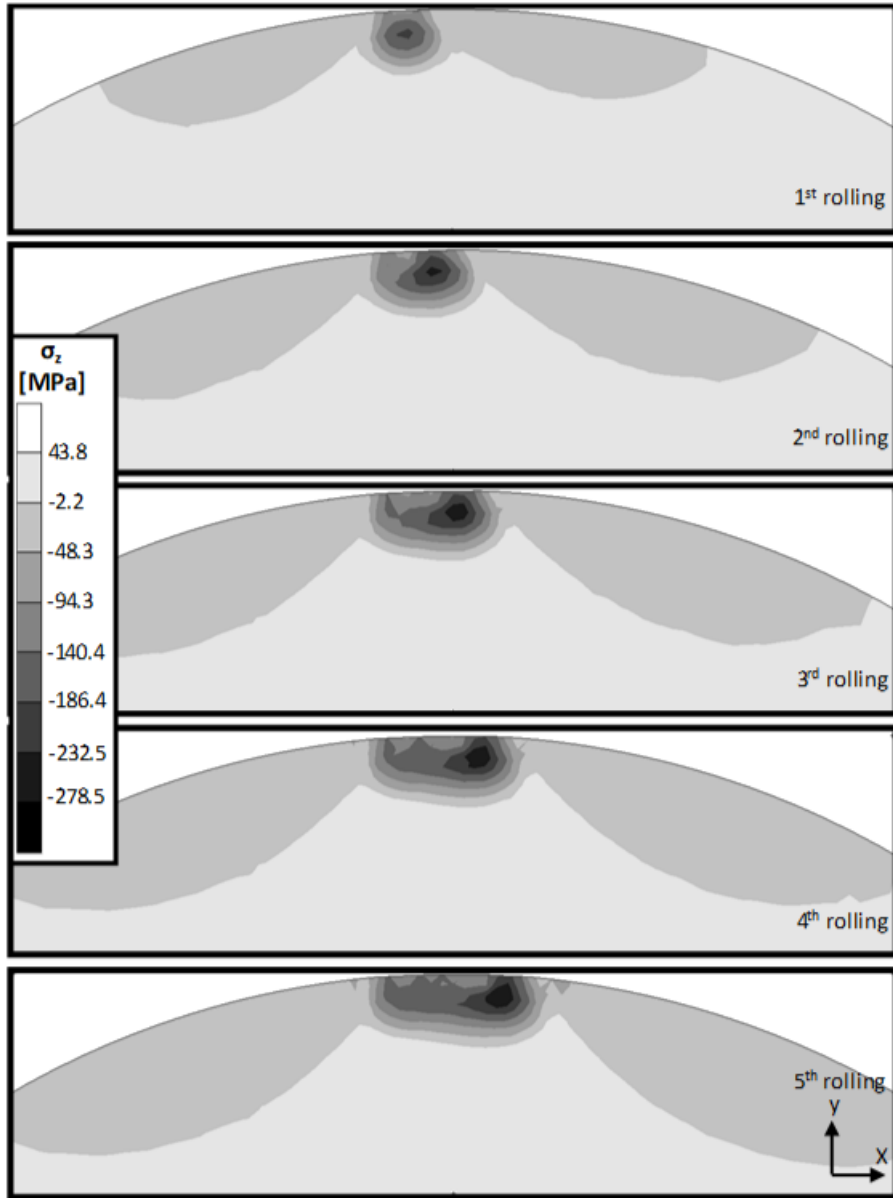 1st rolling
2nd rolling
σz
[MPa]
43.8
-2.2
-48.3
-94.3
-140.4
-186.4
-232.5
-278.5
3rd rolling
4th rolling
5th rolling
y
X